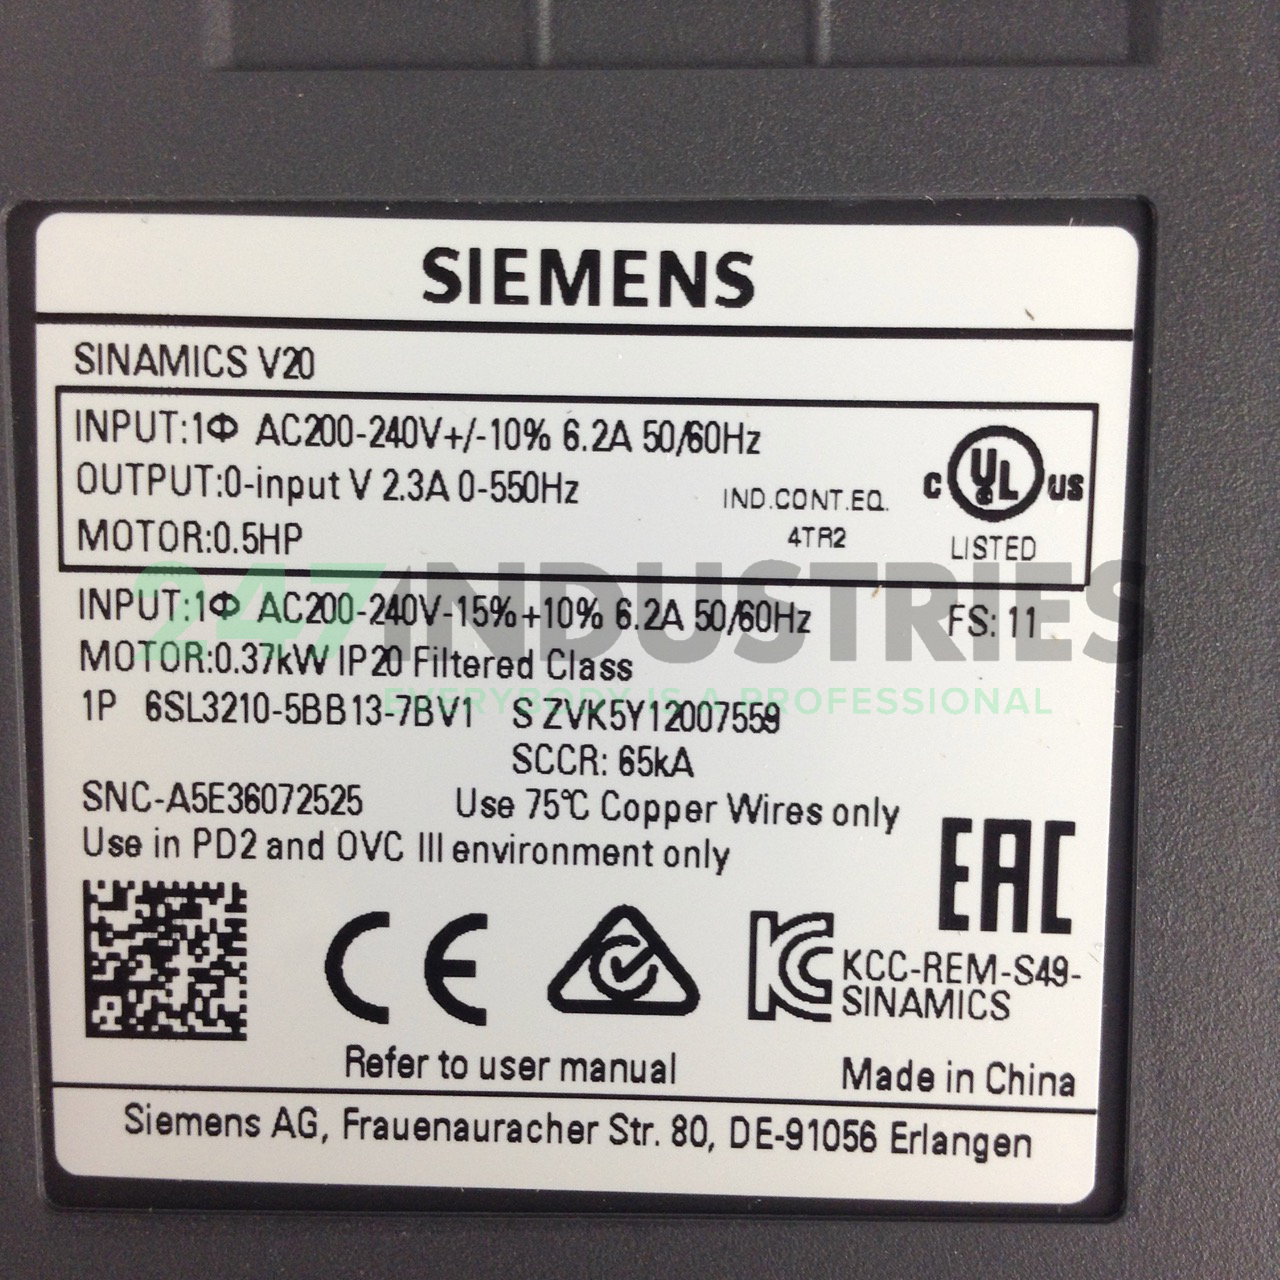 SIEMENS
SINAMICS V20
INPUT:1Φ AC200-240V+/-10% 6.2A 50/60Hz
OUTPUT:0-input V 2.3A 0-550Hz
MOTOR:0.5HP
IND.CONT.EQ.
4TR2
C UL US
LISTED
INPUT:1Φ AC200-240V-15%+10% 6.2A 50/60Hz
FS: 11
MOTOR:0.37kW IP20 Filtered Class
1P 6SL3210-5BB13-7BV1 S ZVK5Y12007559
SCCR: 65kA
SNC-A5E36072525 Use 75℃ Copper Wires only
Use in PD2 and OVC III environment only
EAC
CE
KC
KCC-REM-S49-
SINAMICS
Refer to user manual
Made in China
Siemens AG, Frauenauracher Str. 80, DE-91056 Erlangen
247INDUSTRIES
EVERYBODY IS A PROFESSIONAL